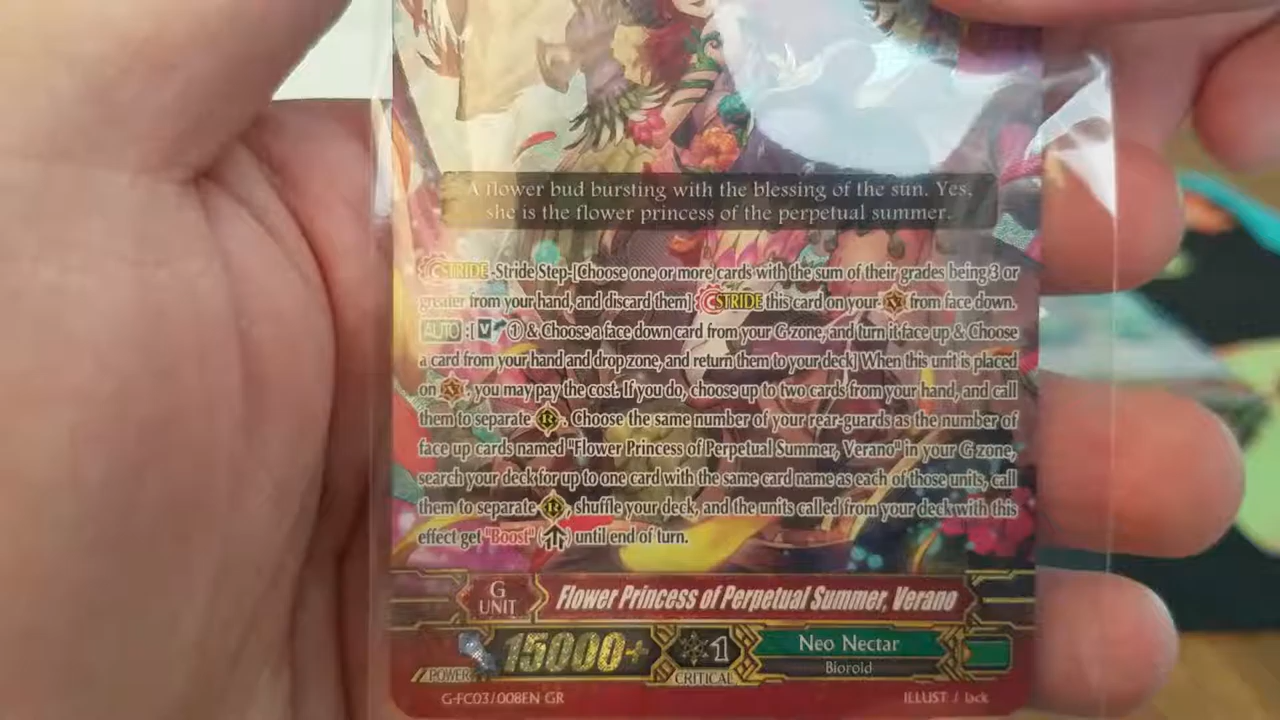 A flower bud bursting with the blessing of the sun. Yes,
she is the flower princess of the perpetual summer.
STRIDE -Stride Step-[Choose one or more cards with the sum of their grades being 3 or
greater from your hand, and discard them] STRIDE this card on your V from face down.
AUTO :[ V ① & Choose a face down card from your G zone, and turn it face up & Choose
a card from your hand and drop zone, and return them to your deck] When this unit is placed
on V, you may pay the cost. If you do, choose up to two cards from your hand, and call
them to separate R. Choose the same number of your rear-guards as the number of
face up cards named "Flower Princess of Perpetual Summer, Verano" in your G zone,
search your deck for up to one card with the same card name as each of those units, call
them to separate R, shuffle your deck, and the units called from your deck with this
effect get "Boost" ( ) until end of turn.
G
UNIT
Flower Princess of Perpetual Summer, Verano
POWER 15000+
1
CRITICAL
Neo Nectar
Bioroid
G-FC03/008EN GR
ILLUST / lack